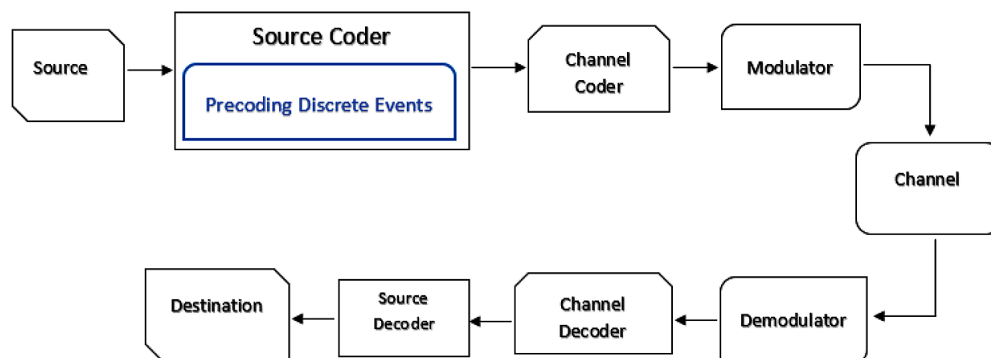 Source
Source Coder
Precoding Discrete Events
Channel
Coder
Modulator
Channel
Destination
Source
Decoder
Channel
Decoder
Demodulator